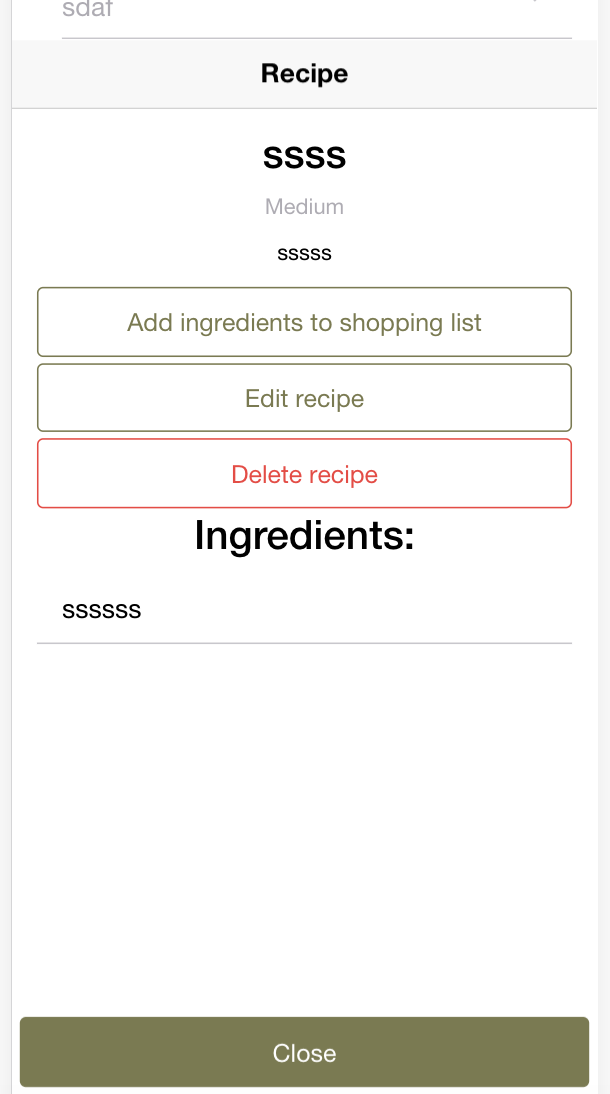 sdaf
Recipe
ssss
Medium
sssss
Add ingredients to shopping list
Edit recipe
Delete recipe
Ingredients:
ssssss
Close